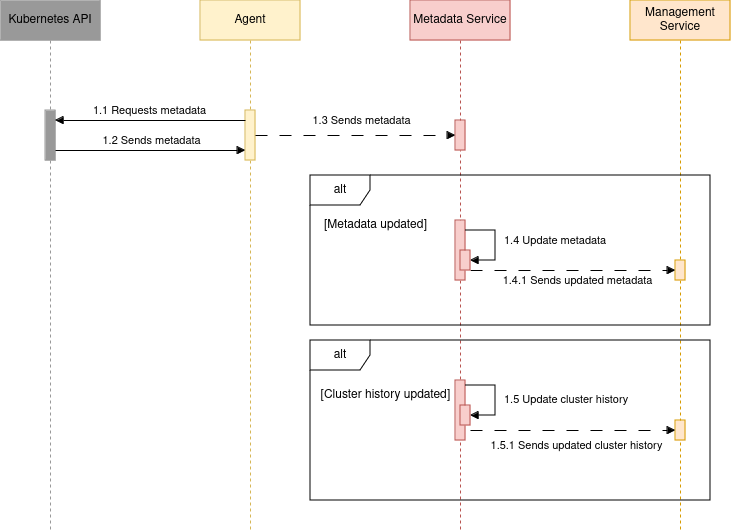 Kubernetes API
Agent
Metadata Service
Management
Service
1.1 Requests metadata
1.3 Sends metadata
1.2 Sends metadata
alt
[Metadata updated]
1.4 Update metadata
1.4.1 Sends updated metadata
alt
[Cluster history updated]
1.5 Update cluster history
1.5.1 Sends updated cluster history